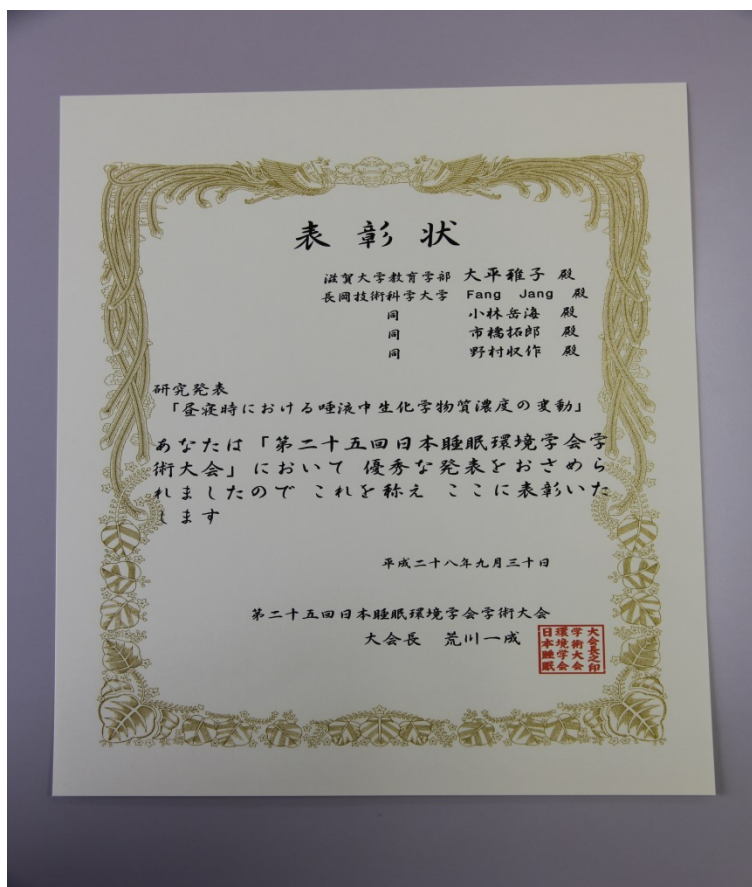 表彰状
滋賀大学教育学部 大平雅子 殿
長岡技術科学大学 Fang Jang 殿
同 小林岳海 殿
同 市橋拓郎 殿
同 野村収作 殿
研究発表
「昼寝時における唾液中生化学物質濃度の変動」
あなたは「第二十五回日本睡眠環境学会学
術大会」において 優秀な発表をおさめら
れましたので これを称え ここに表彰いた
します
平成二十八年九月三十日
第二十五回日本睡眠環境学会学術大会
大会長 荒川一成
日本睡眠環境学会学術大会大会長之印